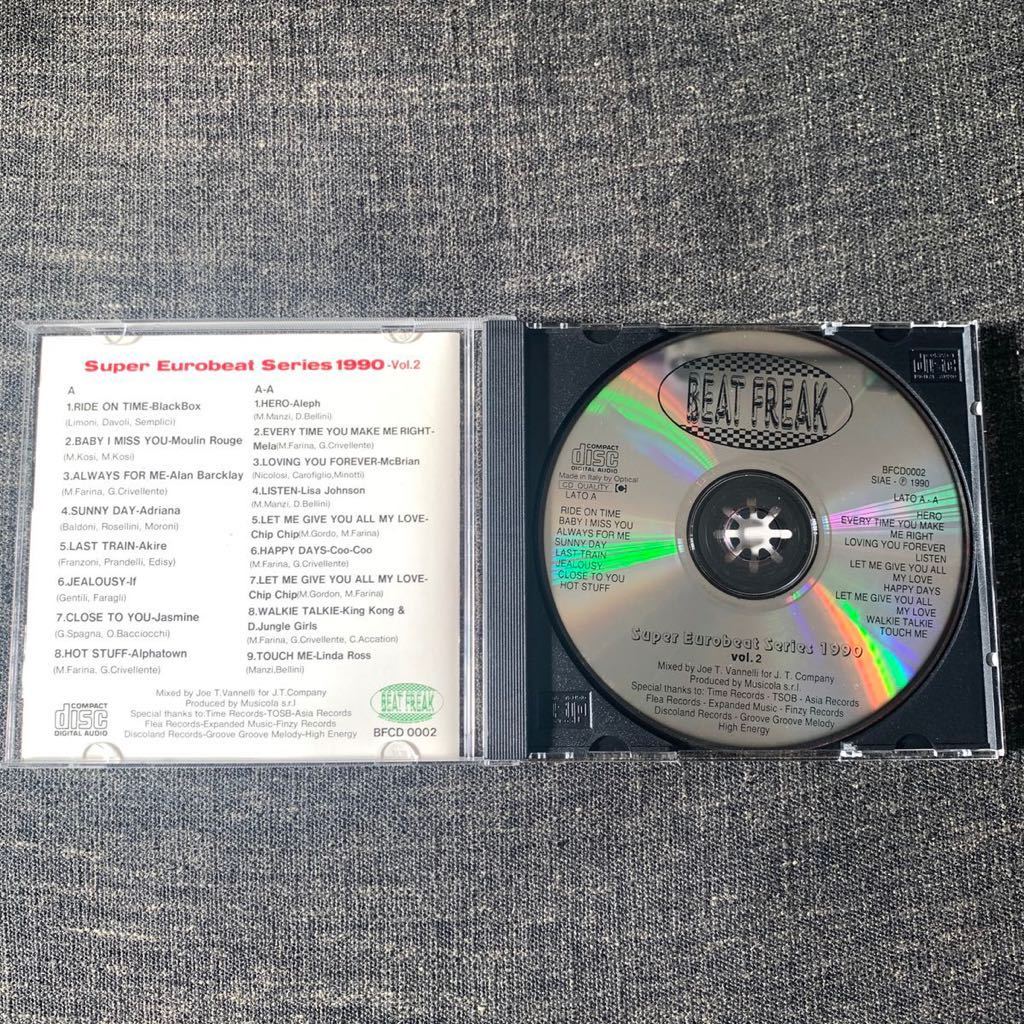 Super Eurobeat Series 1990-Vol.2
A
1.RIDE ON TIME-BlackBox
(Limoni, Davoli, Semplici)
2.BABY I MISS YOU-Moulin Rouge
(M.Kosi, M.Kosi)
3.ALWAYS FOR ME-Alan Barcklay
(M.Farina, G.Crivellente)
4.SUNNY DAY-Adriana
(Baldoni, Rosellini, Moroni)
5.LAST TRAIN-Akire
(Franzoni, Prandelli, Edisy)
6.JEALOUSY-If
(Gentili, Faragli)
7.CLOSE TO YOU-Jasmine
(G.Spagna, O.Bacciocchi)
8.HOT STUFF-Alphatown
(M.Farina, G.Crivellente)
A-A
1.HERO-Aleph
(M.Manzi, D.Bellini)
2.EVERY TIME YOU MAKE ME RIGHT-
Mela(M.Farina, G.Crivellente)
3.LOVING YOU FOREVER-McBrian
(Nicolosi, Carofiglio,Minotti)
4.LISTEN-Lisa Johnson
(M.Manzi, D.Bellini)
5.LET ME GIVE YOU ALL MY LOVE-
Chip Chip(M.Gordo, M.Farina)
6.HAPPY DAYS-Coo-Coo
(M.Farina, G.Crivellente)
7.LET ME GIVE YOU ALL MY LOVE-
Chip Chip(M.Gordon, M.Farina)
8.WALKIE TALKIE-King Kong &
D.Jungle Girls
(M.Farina, G.Crivellente, C.Accation)
9.TOUCH ME-Linda Ross
(Manzi,Bellini)
Mixed by Joe T.Vannelli for J.T.Company
Produced by Musicola s.r.l.
Special thanks to:Time Records-TOSB-Asia Records
Flea Records-Expanded Music-Finzy Records
Discoland Records-Groove Groove Melody-High Energy
COMPACT
disc
DIGITAL AUDIO
BEAT FREAK
BFCD 0002
BEAT FREAK
COMPACT
disc
DIGITAL AUDIO
Made in Italy by Optical
CD QUALITY
LATO A
RIDE ON TIME
BABY I MISS YOU
ALWAYS FOR ME
SUNNY DAY
LAST TRAIN
JEALOUSY
CLOSE TO YOU
HOT STUFF
BFCD0002
SIAE - ℗ 1990
LATO A - A
HERO
EVERY TIME YOU MAKE
ME RIGHT
LOVING YOU FOREVER
LISTEN
LET ME GIVE YOU ALL
MY LOVE
HAPPY DAYS
LET ME GIVE YOU ALL
MY LOVE
WALKIE TALKIE
TOUCH ME
Super Eurobeat Series 1990
vol. 2
Mixed by Joe T. Vannelli for J. T. Company
Produced by Musicola s.r.l.
Special thanks to: Time Records - TSOB - Asia Records
Flea Records - Expanded Music - Finzy Records
Discoland Records - Groove Groove Melody
High Energy
COMPACT
disc
DIGITAL AUDIO